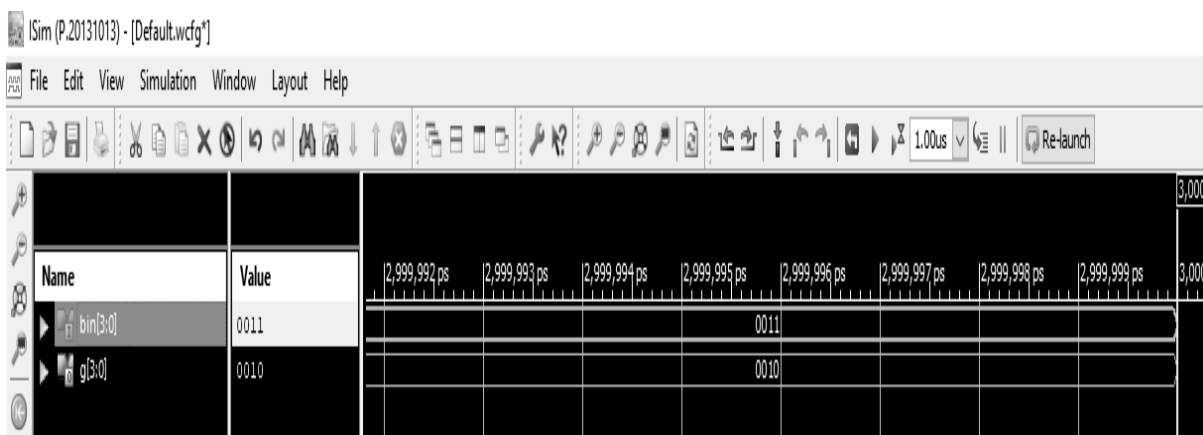 ISim (P.20131013) - [Default.wcfg*]
File Edit View Simulation Window Layout Help
1.00us Re-launch
3,000
Name Value 2,999,992 ps 2,999,993 ps 2,999,994 ps 2,999,995 ps 2,999,996 ps 2,999,997 ps 2,999,998 ps 2,999,999 ps 3,000
bin[3:0] 0011 0011
g[3:0] 0010 0010